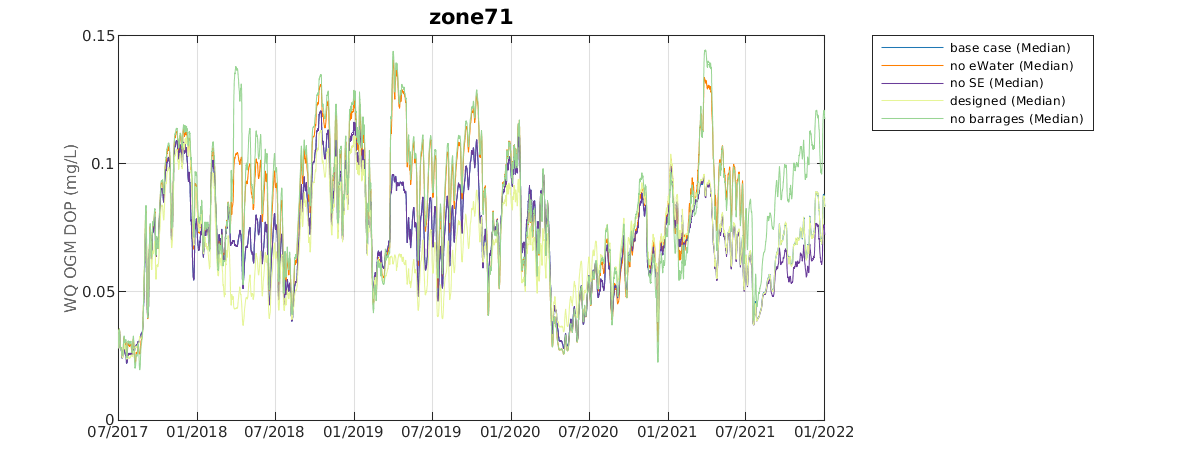 zone71
WQ OGM DOP (mg/L)
0.15
0.1
0.05
0
07/2017 01/2018 07/2018 01/2019 07/2019 01/2020 07/2020 01/2021 07/2021 01/2022
base case (Median)
no eWater (Median)
no SE (Median)
designed (Median)
no barrages (Median)